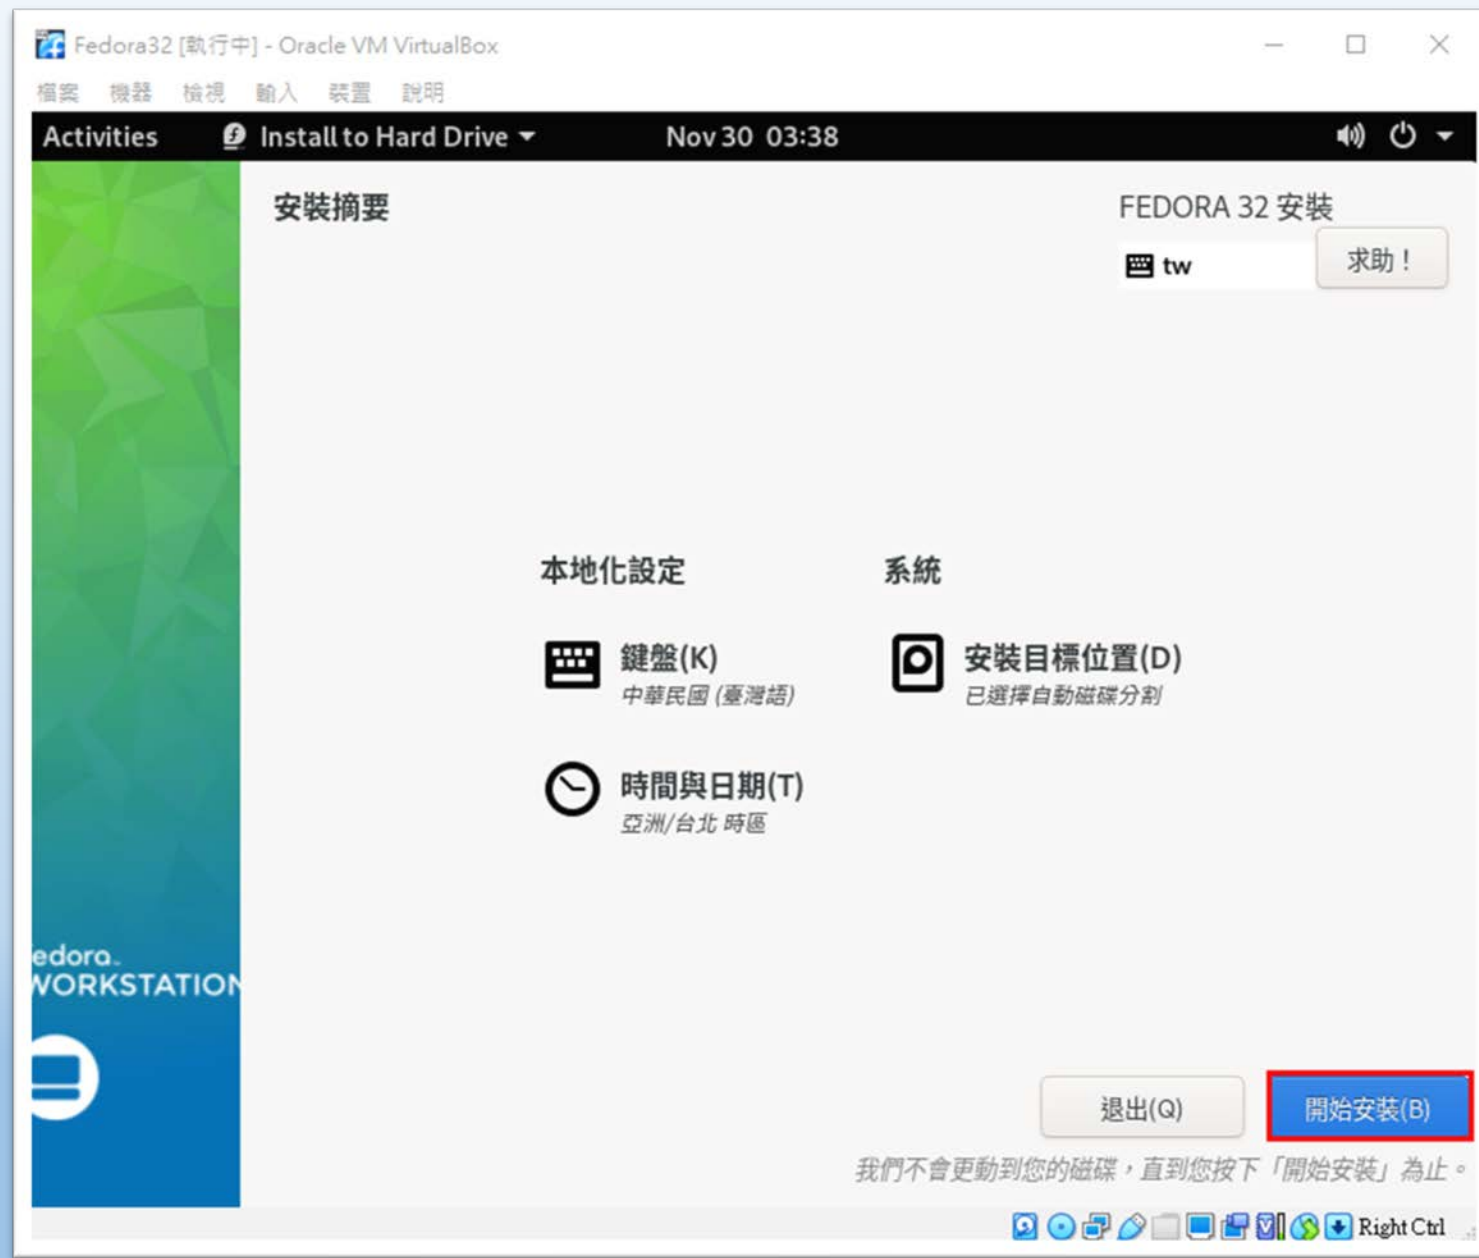 Fedora32 [執行中] - Oracle VM VirtualBox
檔案 機器 檢視 輸入 裝置 說明
Activities Install to Hard Drive Nov 30 03:38
安裝摘要
FEDORA 32 安裝
tw
求助！
本地化設定
系統
鍵盤(K)
中華民國 (臺灣語)
安裝目標位置(D)
已選擇自動磁碟分割
時間與日期(T)
亞洲/台北 時區
edora
WORKSTATION
退出(Q)
開始安裝(B)
我們不會更動到您的磁碟，直到您按下「開始安裝」為止。
Right Ctrl